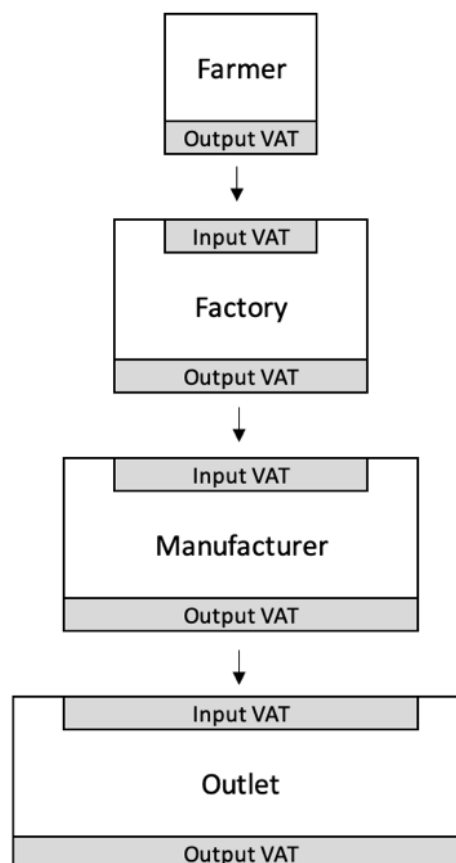 Farmer
Output VAT
Input VAT
Factory
Output VAT
Input VAT
Manufacturer
Output VAT
Input VAT
Outlet
Output VAT